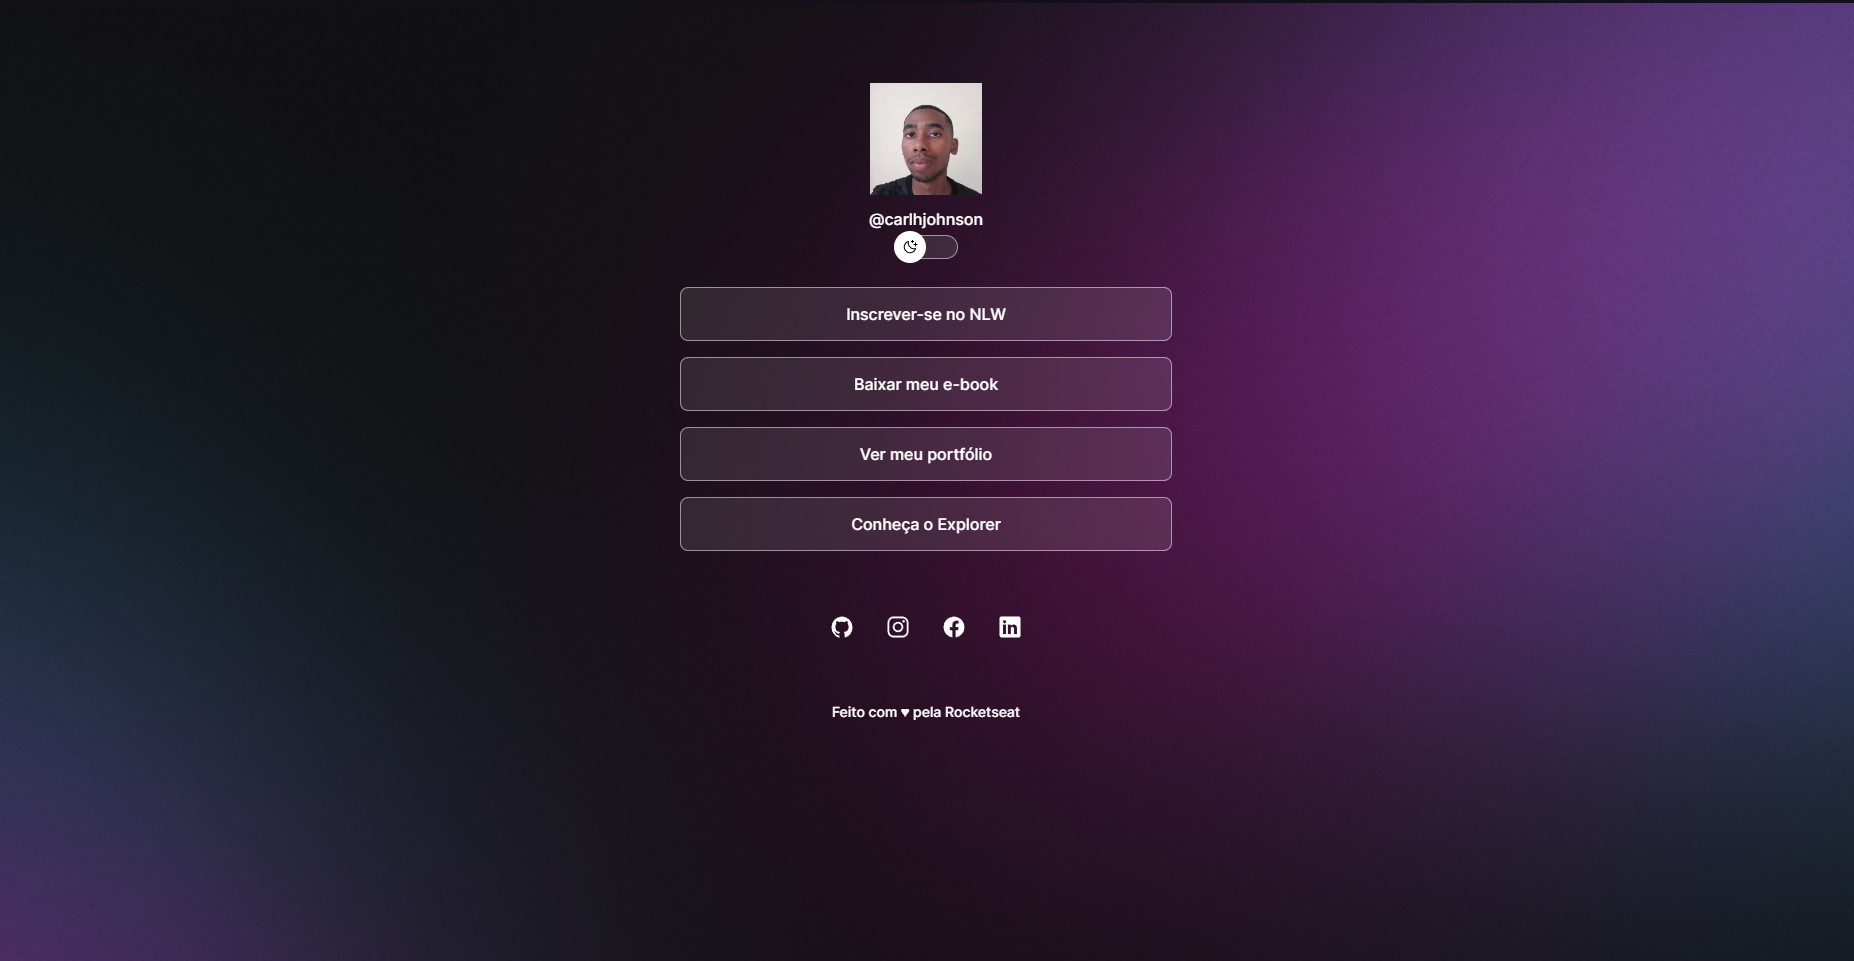 @carlhjohnson
Inscrever-se no NLW
Baixar meu e-book
Ver meu portfólio
Conheça o Explorer
Feito com ♥ pela Rocketseat